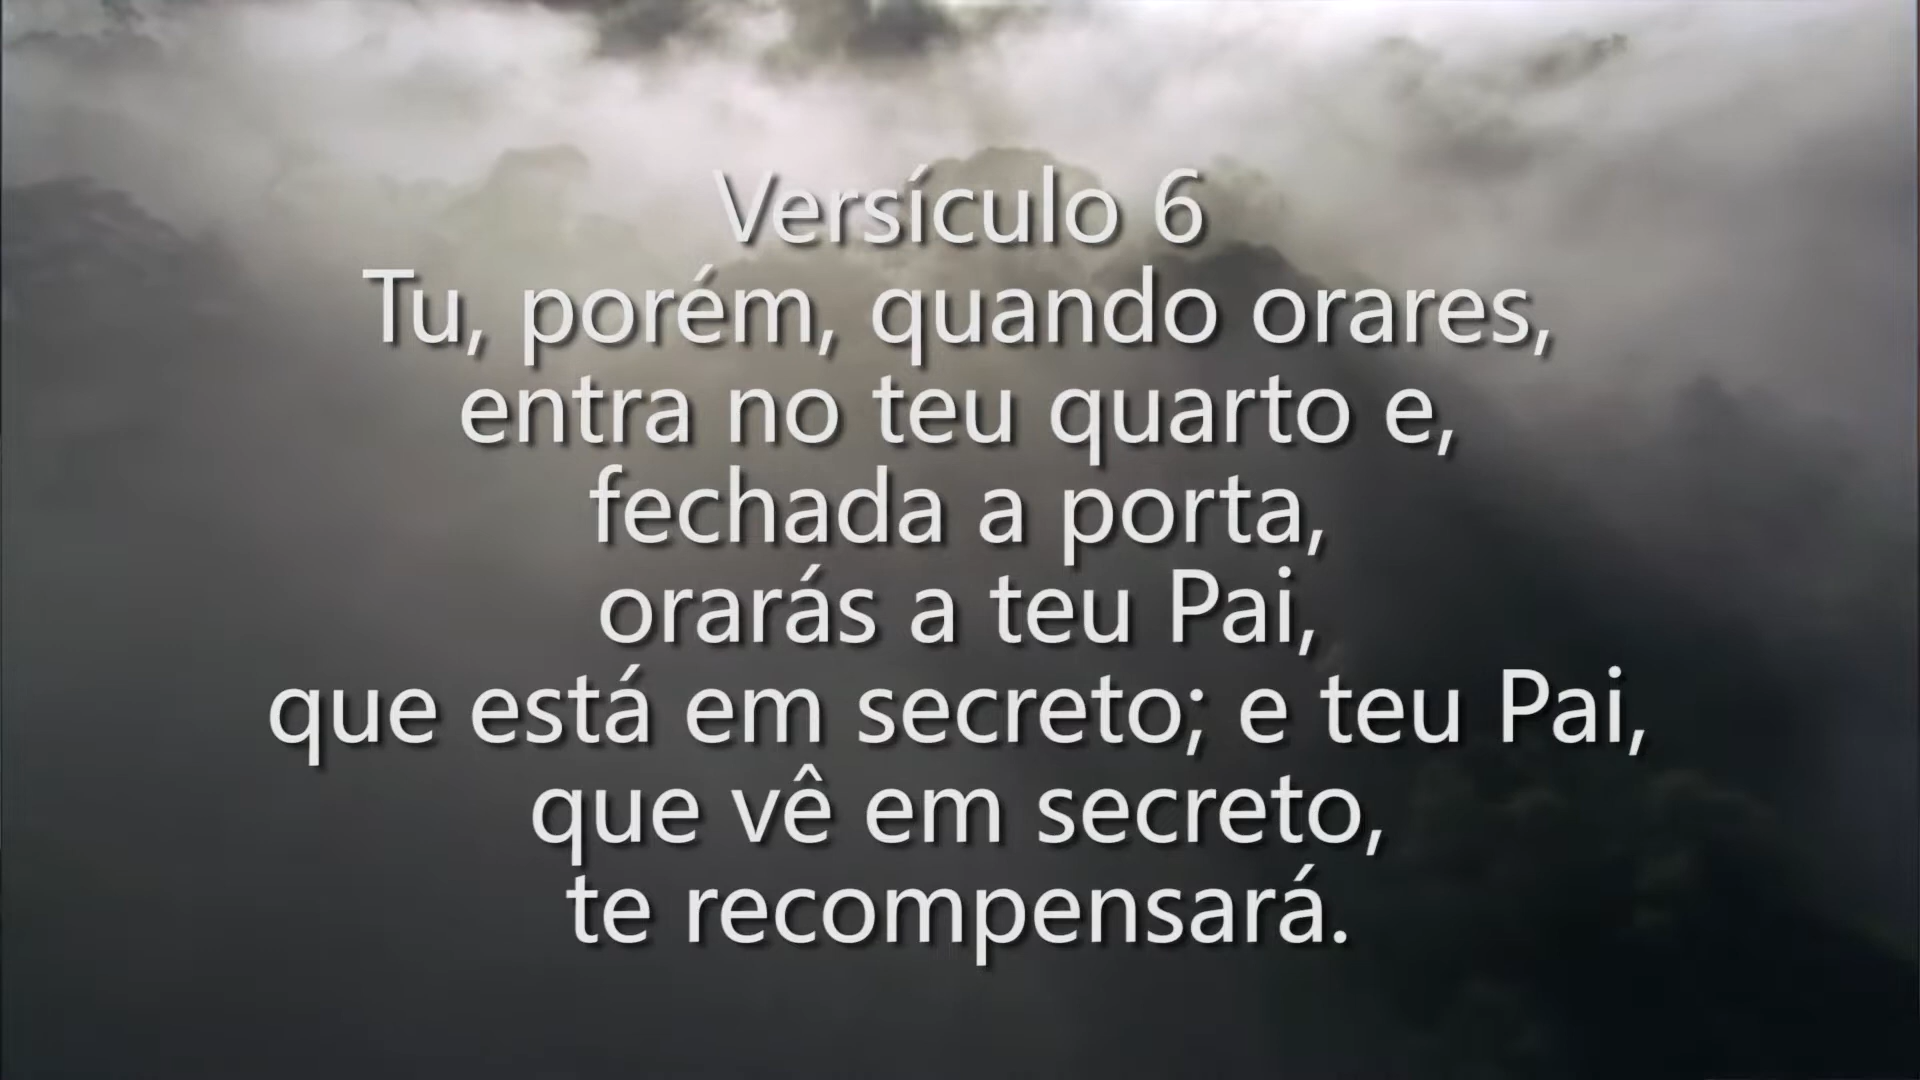 Versículo 6
Tu, porém, quando orares,
entra no teu quarto e,
fechada a porta,
orarás a teu Pai,
que está em secreto; e teu Pai,
que vê em secreto,
te recompensará.